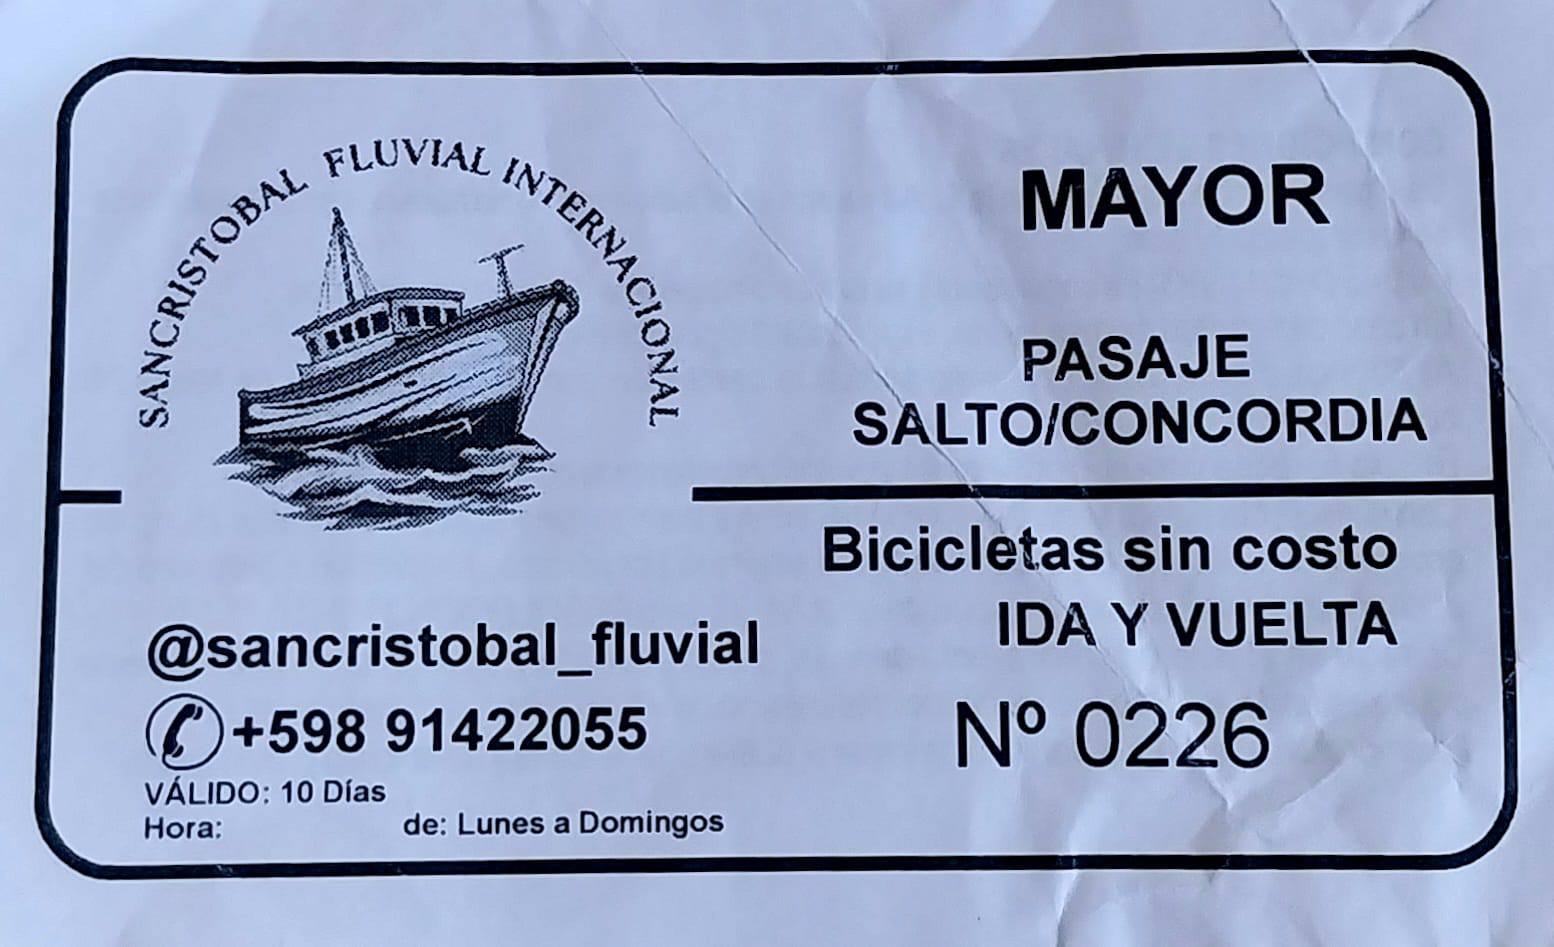 SANCRISTOBAL FLUVIAL INTERNACIONAL
MAYOR
PASAJE
SALTO/CONCORDIA
Bicicletas sin costo
IDA Y VUELTA
Nº 0226
@sancristobal_fluvial
+598 91422055
VÁLIDO: 10 Días
Hora: de: Lunes a Domingos